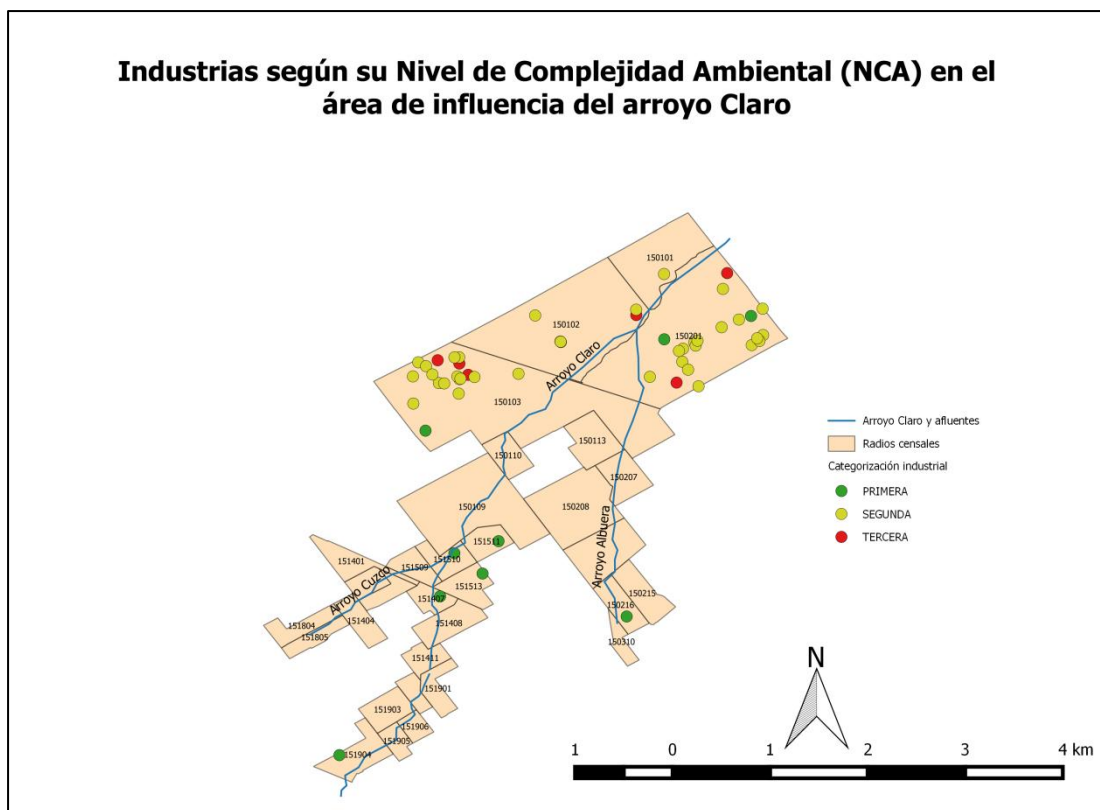 Industrias según su Nivel de Complejidad Ambiental (NCA) en el
área de influencia del arroyo Claro
150101
150102
150201
Arroyo Claro
150103
150110
150113
150207
150109
150208
Arroyo Albuera
151511
151510
151401
151509
151513
Arroyo Cuzco
151407
150215
150216
151804
151404
151408
151805
150310
151411
151901
151903
151906
151905
151904
Arroyo Claro y afluentes
Radios censales
Categorización industrial
PRIMERA
SEGUNDA
TERCERA
N
1 0 1 2 3 4 km